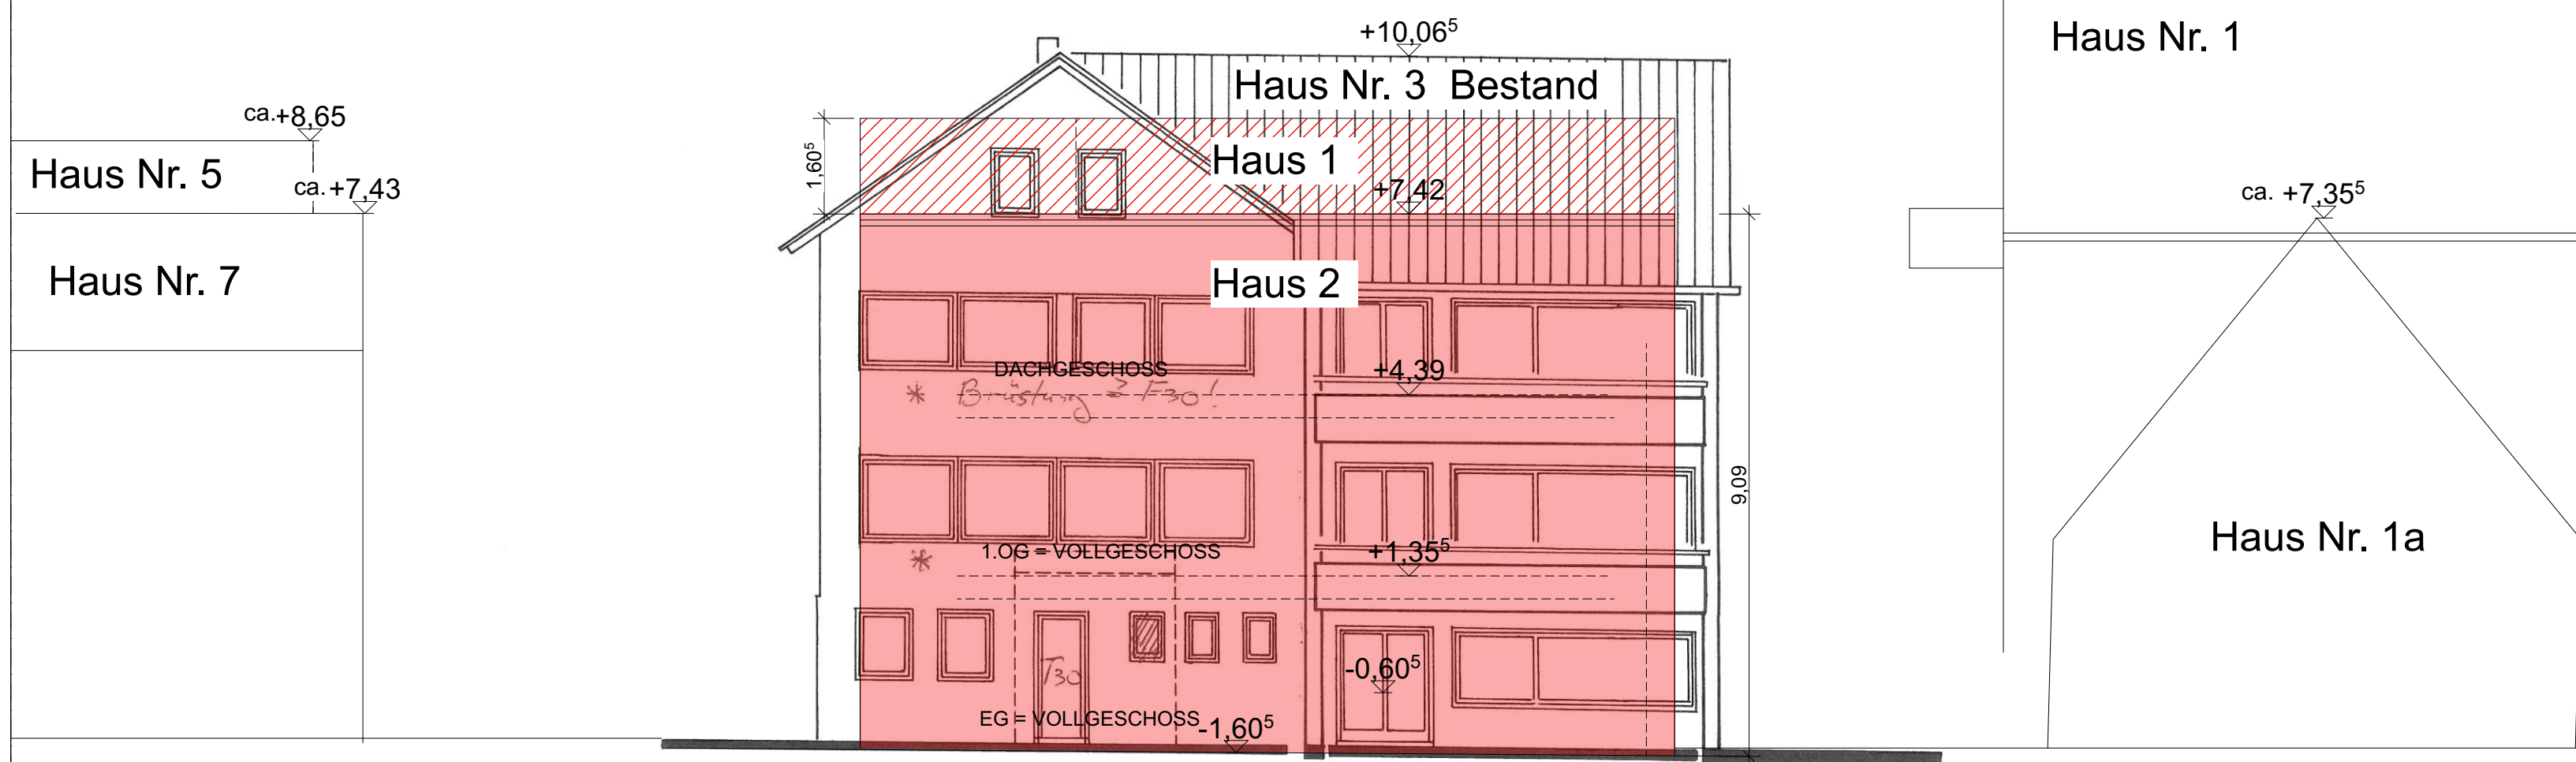 +10,06⁵
Haus Nr. 1
Haus Nr. 3 Bestand
ca.+8,65
1,60⁵
Haus 1
Haus Nr. 5
ca.+7,43
+7,42
ca. +7,35⁵
Haus Nr. 7
Haus 2
DACHGESCHOSS
+4,39
* Brüstung ≥ F30!
9,09
1.OG = VOLLGESCHOSS
+1,35⁵
*
Haus Nr. 1a
T30
-0,60⁵
EG = VOLLGESCHOSS
-1,60⁵